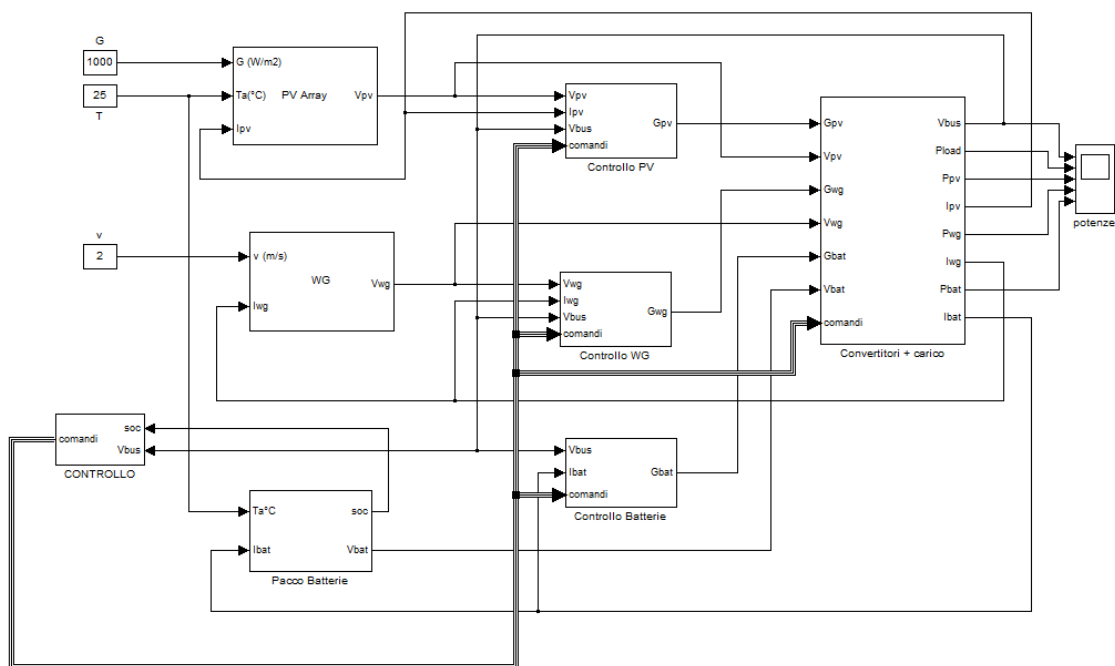 G
1000
25
T
G (W/m2)
Ta(°C)
Ipv
PV Array
Vpv
Vpv
Ipv
Vbus
comandi
Gpv
Controllo PV
v
2
v (m/s)
Iwg
WG
Vwg
Vwg
Iwg
Vbus
comandi
Gwg
Controllo WG
Gpv
Vpv
Gwg
Vwg
Gbat
Vbat
comandi
Vbus
Pload
Ppv
Ipv
Pwg
Iwg
Pbat
Ibat
Convertitori + carico
potenze
comandi
soc
Vbus
CONTROLLO
Ta°C
Ibat
soc
Vbat
Pacco Batterie
Vbus
Ibat
comandi
Gbat
Controllo Batterie